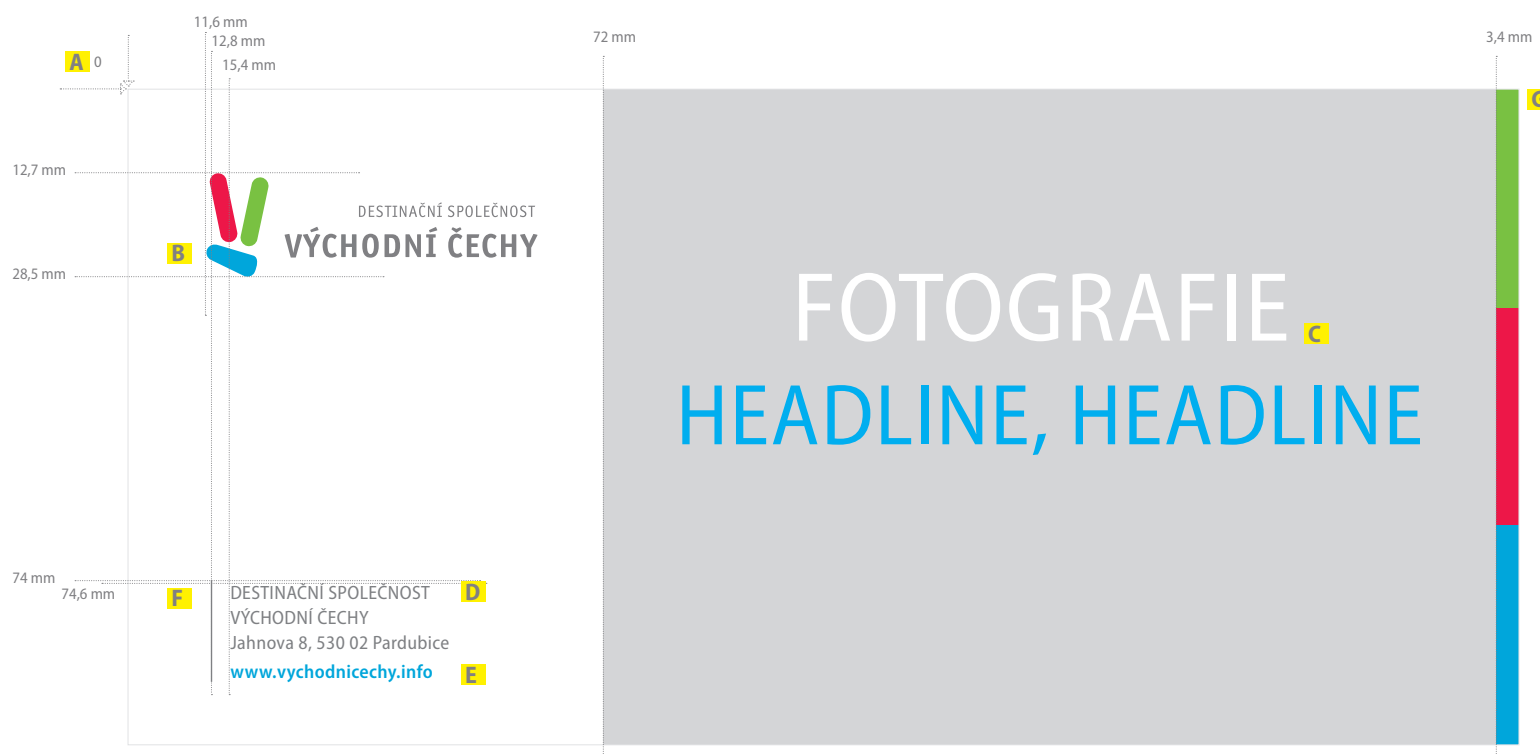 11,6 mm
12,8 mm
15,4 mm
72 mm
3,4 mm
A 0
12,7 mm
DESTINAČNÍ SPOLEČNOST
VÝCHODNÍ ČECHY
B
28,5 mm
FOTOGRAFIE
C
HEADLINE, HEADLINE
74 mm
74,6 mm
F
DESTINAČNÍ SPOLEČNOST
D
VÝCHODNÍ ČECHY
Jahnova 8, 530 02 Pardubice
www.vychodnicechy.info
E